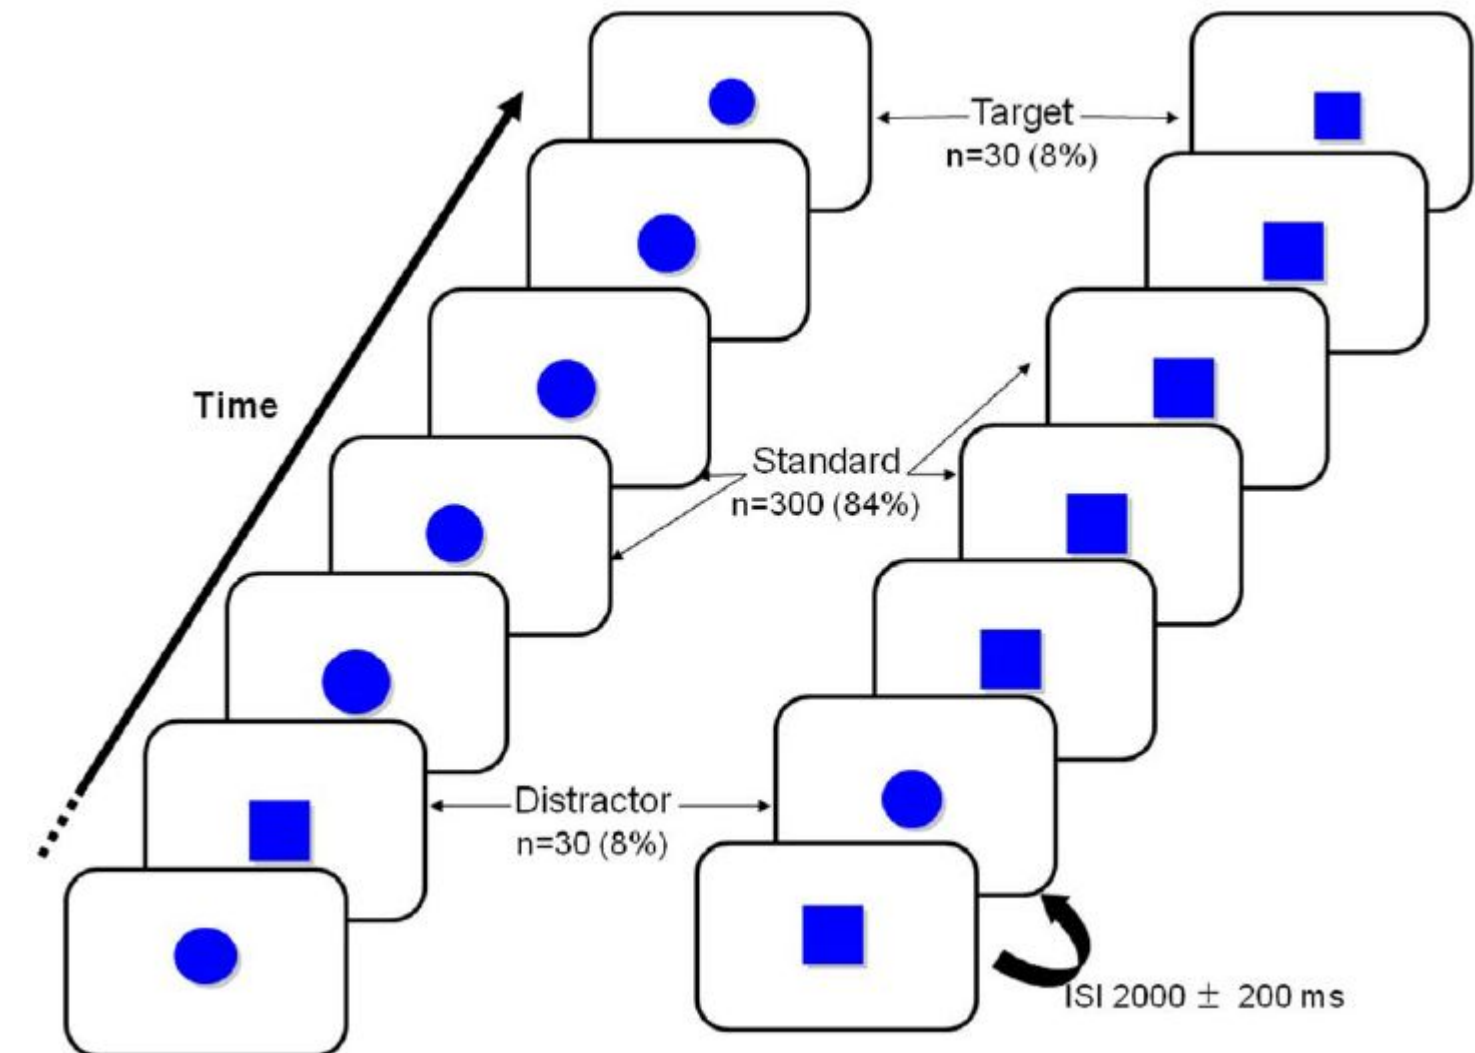 Target
n=30 (8%)
Time
Standard
n=300 (84%)
Distractor
n=30 (8%)
ISI 2000 ± 200 ms